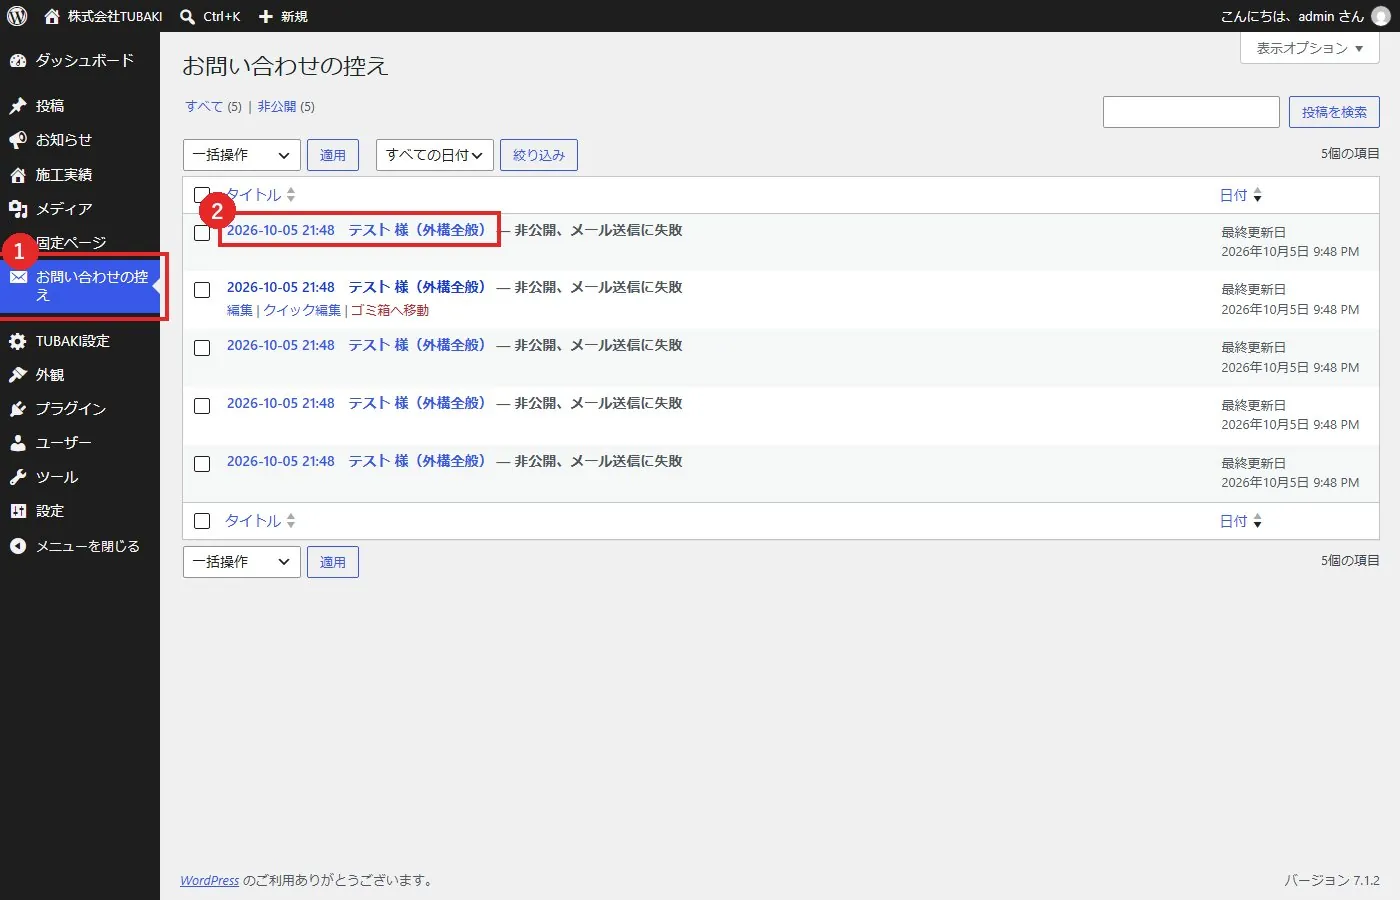 株式会社TUBAKI Ctrl+K 新規 こんにちは、admin さん
ダッシュボード
投稿
お知らせ
施工実績
メディア
固定ページ
1
お問い合わせの控え
TUBAKI設定
外観
プラグイン
ユーザー
ツール
設定
メニューを閉じる
表示オプション ▼
お問い合わせの控え
すべて (5) | 非公開 (5)
投稿を検索
一括操作 適用 すべての日付 絞り込み
5個の項目
タイトル 日付
2
2026-10-05 21:48 テスト 様（外構全般） — 非公開、メール送信に失敗
最終更新日
2026年10月5日 9:48 PM
2026-10-05 21:48 テスト 様（外構全般） — 非公開、メール送信に失敗
編集 | クイック編集 | ゴミ箱へ移動
最終更新日
2026年10月5日 9:48 PM
2026-10-05 21:48 テスト 様（外構全般） — 非公開、メール送信に失敗
最終更新日
2026年10月5日 9:48 PM
2026-10-05 21:48 テスト 様（外構全般） — 非公開、メール送信に失敗
最終更新日
2026年10月5日 9:48 PM
2026-10-05 21:48 テスト 様（外構全般） — 非公開、メール送信に失敗
最終更新日
2026年10月5日 9:48 PM
タイトル 日付
一括操作 適用
5個の項目
WordPress のご利用ありがとうございます。
バージョン 7.1.2